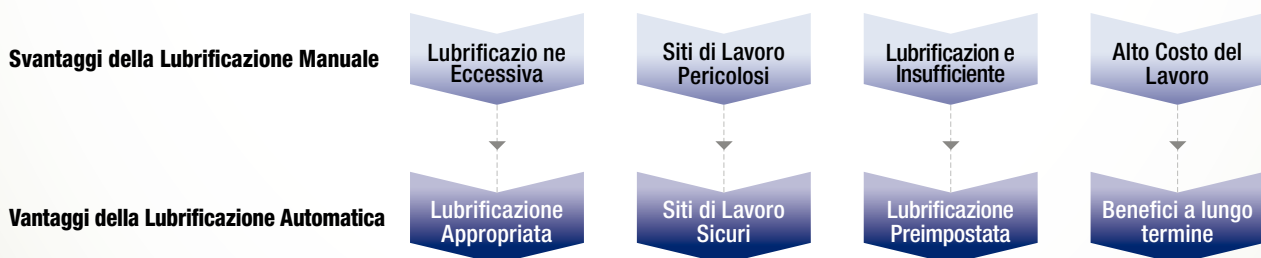 Svantaggi della Lubrificazione Manuale
Lubrificazio ne
Eccessiva
Siti di Lavoro
Pericolosi
Lubrificazion e
Insufficiente
Alto Costo del
Lavoro
Vantaggi della Lubrificazione Automatica
Lubrificazione
Appropriata
Siti di Lavoro
Sicuri
Lubrificazione
Preimpostata
Benefici a lungo
termine